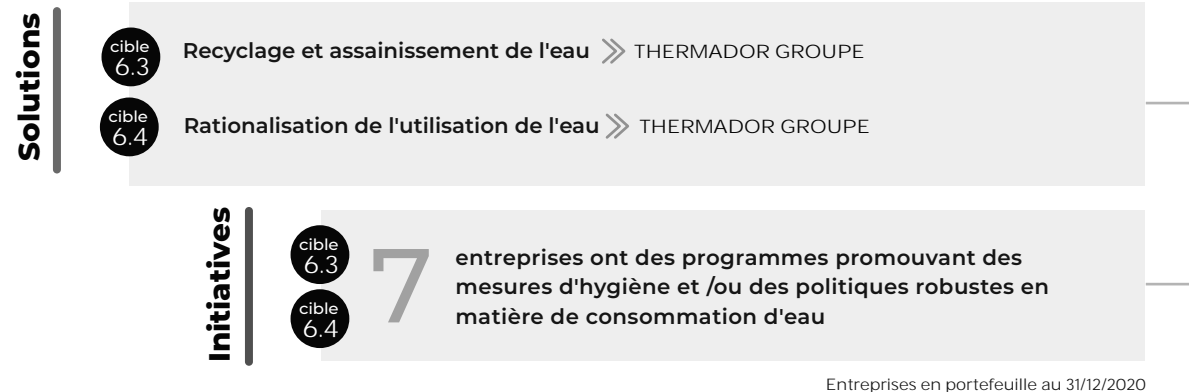 Solutions
cible
6.3
Recyclage et assainissement de l'eau >> THERMADOR GROUPE
cible
6.4
Rationalisation de l'utilisation de l'eau >> THERMADOR GROUPE
Initiatives
cible
6.3
cible
6.4
7
entreprises ont des programmes promouvant des
mesures d'hygiène et /ou des politiques robustes en
matière de consommation d'eau
Entreprises en portefeuille au 31/12/2020